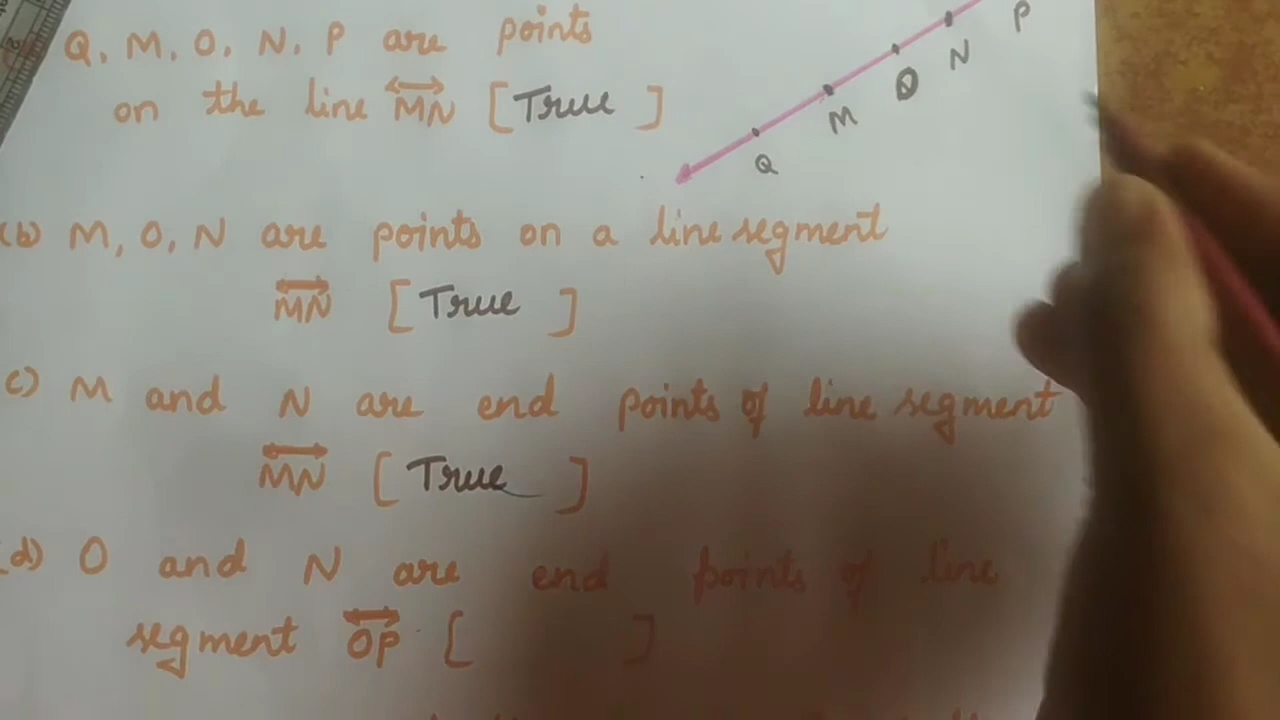 Q, M, O, N, P are points
on the line MN [True]
(b) M, O, N are points on a line segment
MN [True]
c) M and N are end points of line segment
MN [True]
(d) O and N are end points of line
segment OP [ ]
P
N
O
M
Q